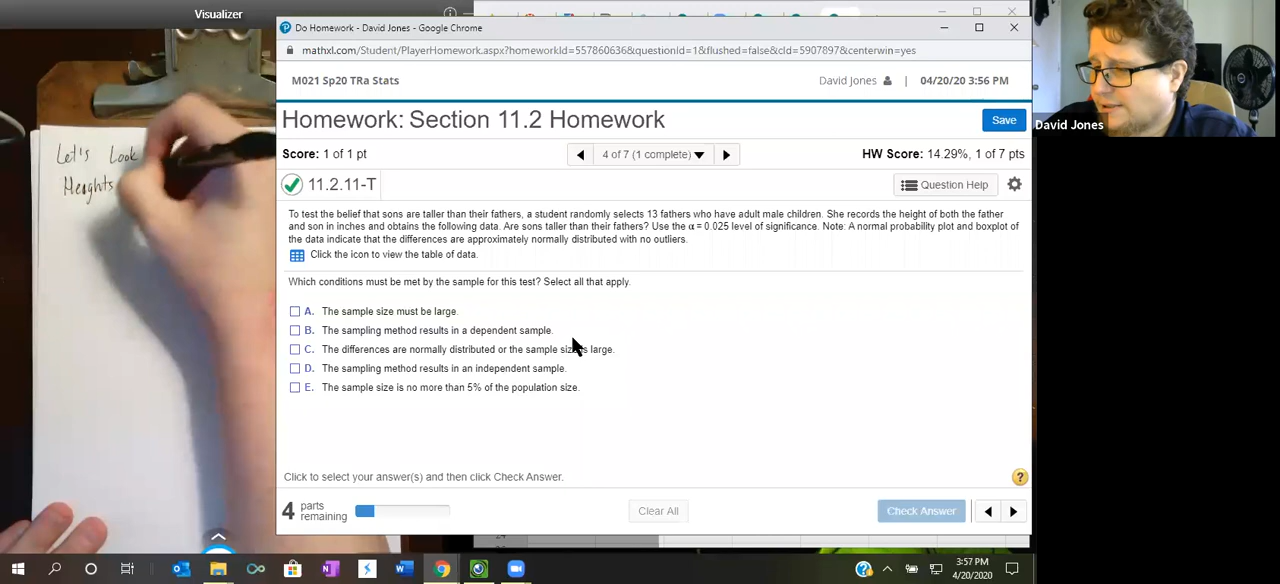 Visualizer
Let's Look
Heights
Do Homework - David Jones - Google Chrome
mathxl.com/Student/PlayerHomework.aspx?homeworkId=557860636&questionId=1&flushed=false&cId=5907897&centerwin=yes
M021 Sp20 TRa Stats
David Jones | 04/20/20 3:56 PM
Homework: Section 11.2 Homework
Save
Score: 1 of 1 pt
4 of 7 (1 complete)
HW Score: 14.29%, 1 of 7 pts
11.2.11-T
Question Help
To test the belief that sons are taller than their fathers, a student randomly selects 13 fathers who have adult male children. She records the height of both the father
and son in inches and obtains the following data. Are sons taller than their fathers? Use the α = 0.025 level of significance. Note: A normal probability plot and boxplot of
the data indicate that the differences are approximately normally distributed with no outliers.
Click the icon to view the table of data.
Which conditions must be met by the sample for this test? Select all that apply.
A. The sample size must be large.
B. The sampling method results in a dependent sample.
C. The differences are normally distributed or the sample size is large.
D. The sampling method results in an independent sample.
E. The sample size is no more than 5% of the population size.
Click to select your answer(s) and then click Check Answer.
?
4 parts
remaining
Clear All
Check Answer
David Jones
3:57 PM
4/20/2020